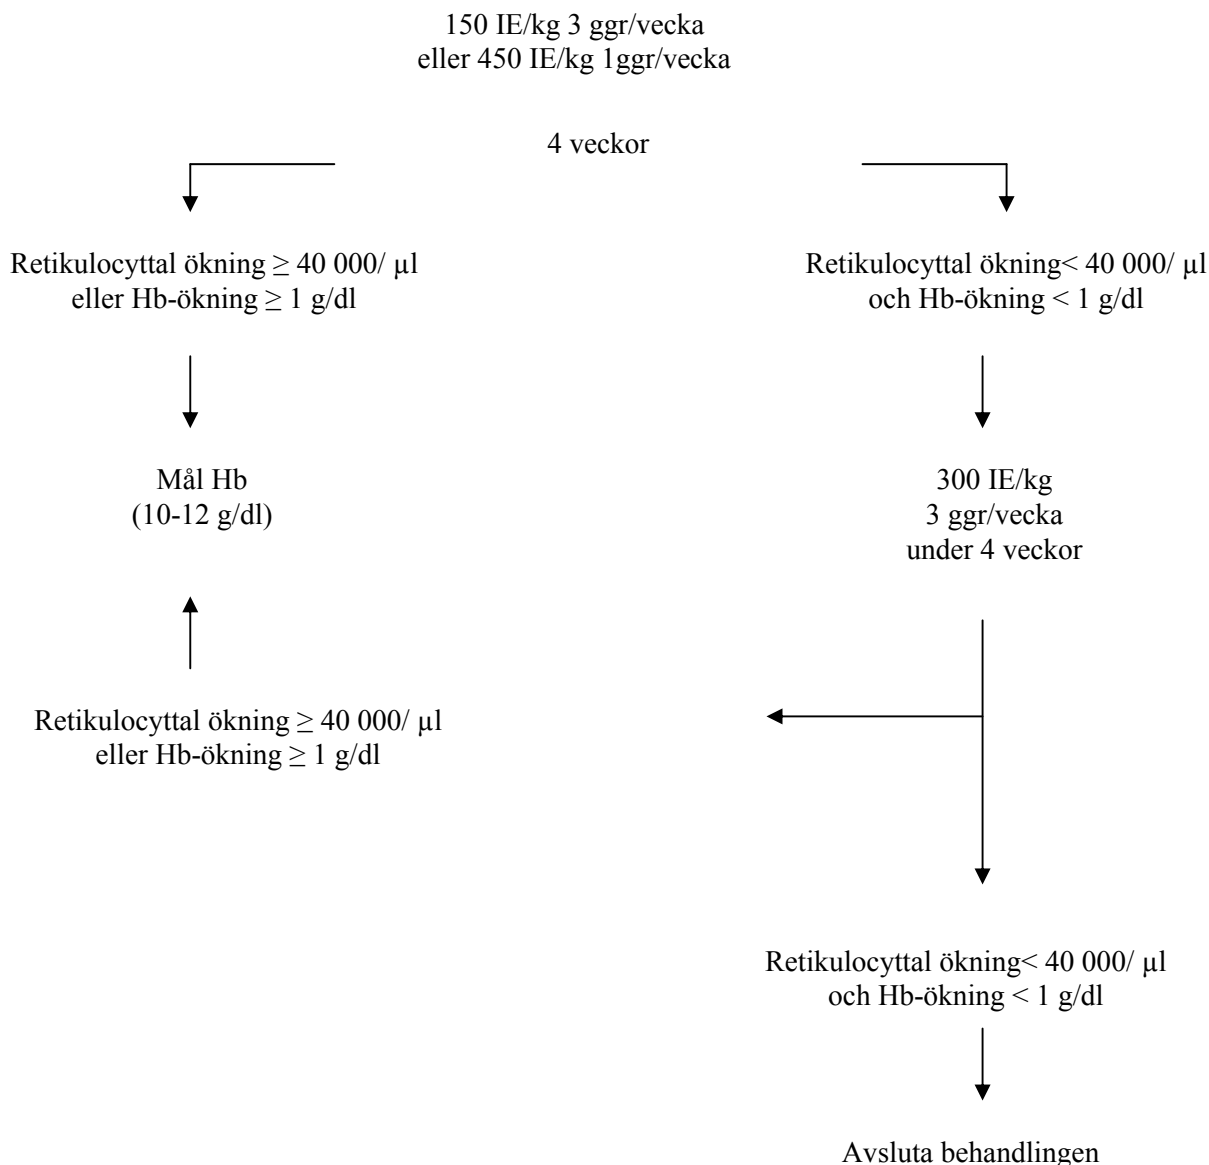 150 IE/kg 3 ggr/vecka
eller 450 IE/kg 1ggr/vecka
4 veckor
Retikulocyttal ökning ≥ 40 000/ µl
eller Hb-ökning ≥ 1 g/dl
Retikulocyttal ökning< 40 000/ µl
och Hb-ökning < 1 g/dl
Mål Hb
(10-12 g/dl)
300 IE/kg
3 ggr/vecka
under 4 veckor
Retikulocyttal ökning ≥ 40 000/ µl
eller Hb-ökning ≥ 1 g/dl
Retikulocyttal ökning< 40 000/ µl
och Hb-ökning < 1 g/dl
Avsluta behandlingen